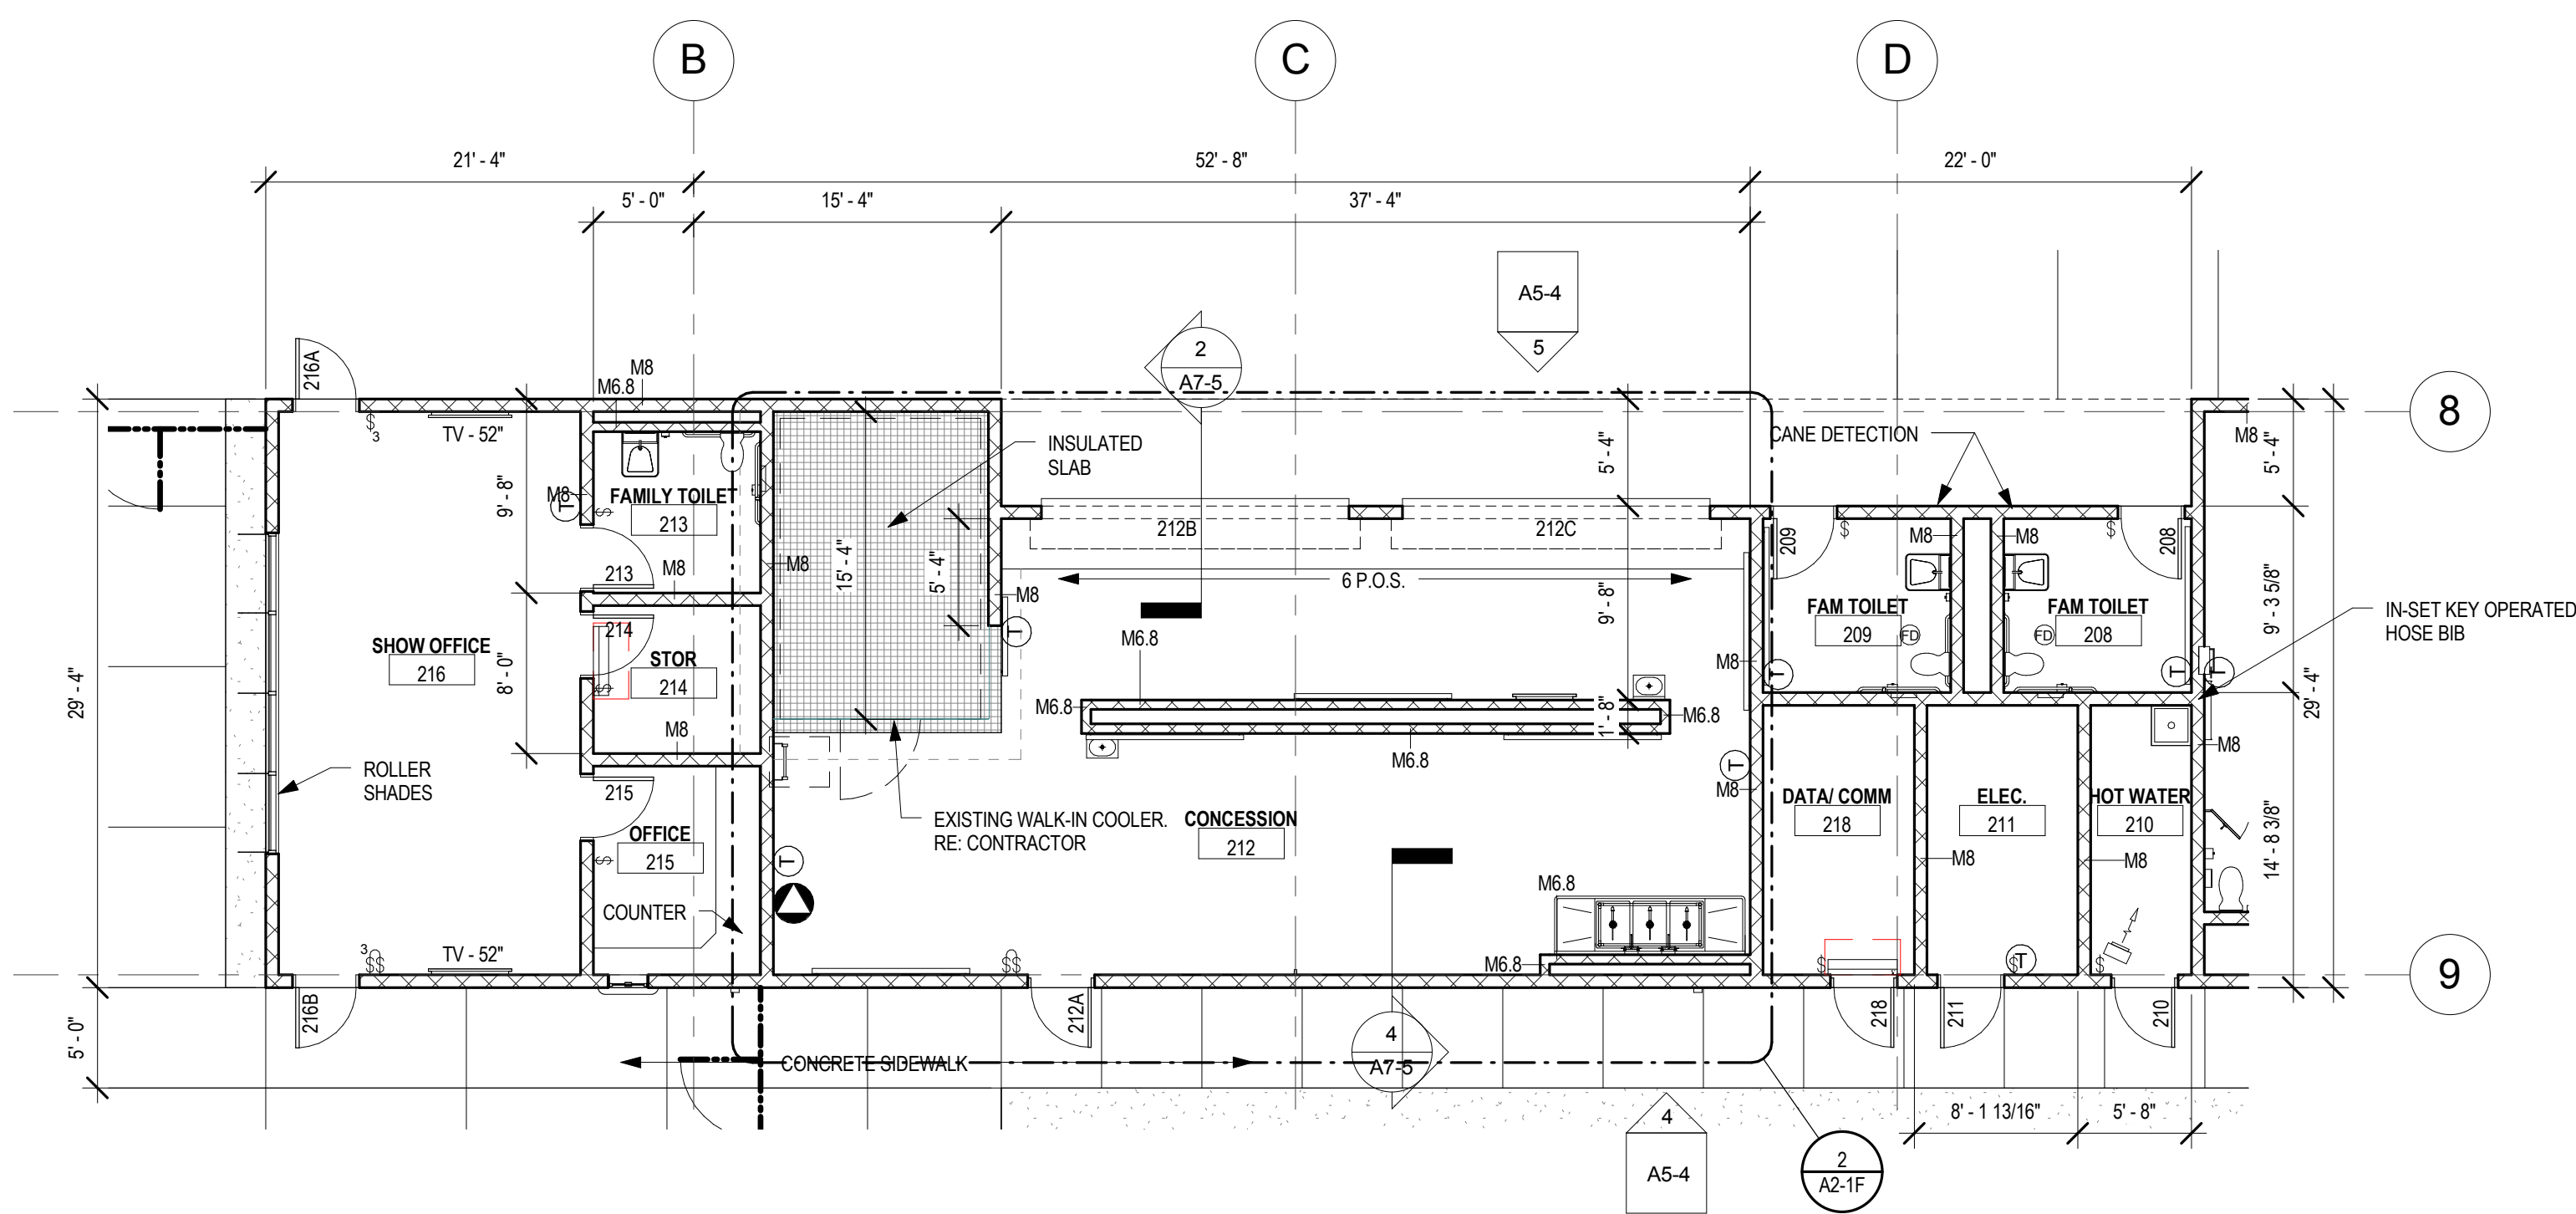 B
C
D
21' - 4"
52' - 8"
22' - 0"
5' - 0"
15' - 4"
37' - 4"
A5-4
5
2
A7-5
216A
M8
M6.8
8
3
TV - 52"
INSULATED
SLAB
5' - 4"
CANE DETECTION
M8
5' - 4"
M8
T
FAMILY TOILET
213
9' - 8"
212B
212C
209
M8
M8
208
213
M8
M8
15' - 4"
5' - 4"
6 P.O.S.
M8
9' - 8"
FAM TOILET
209
FD
FD
FAM TOILET
208
9' - 3 5/8"
IN-SET KEY OPERATED
HOSE BIB
214
T
M6.8
SHOW OFFICE
216
STOR
214
8' - 0"
M8
T
T
T
29' - 4"
29' - 4"
M6.8
M6.8
1' - 8"
M8
M6.8
M8
ROLLER
SHADES
215
T
M8
EXISTING WALK-IN COOLER.
RE: CONTRACTOR
CONCESSION
212
DATA/ COMM
218
ELEC.
211
HOT WATER
210
OFFICE
215
T
M8
M8
14' - 8 3/8"
M6.8
COUNTER
3
TV - 52"
M6.8
T
9
216B
212A
218
211
210
5' - 0"
4
A7-5
CONCRETE SIDEWALK
4
A5-4
8' - 1 13/16"
5' - 8"
2
A2-1F